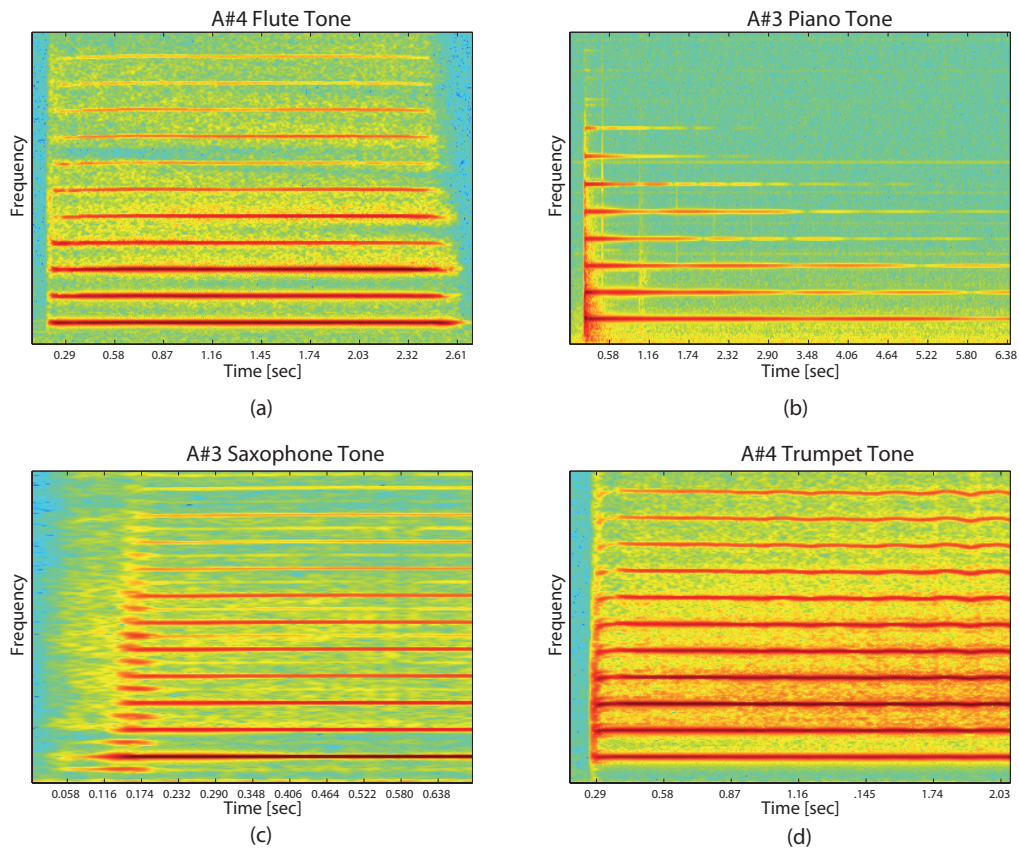 A#4 Flute Tone
Frequency
0.29 0.58 0.87 1.16 1.45 1.74 2.03 2.32 2.61
Time [sec]
(a)
A#3 Piano Tone
Frequency
0.58 1.16 1.74 2.32 2.90 3.48 4.06 4.64 5.22 5.80 6.38
Time [sec]
(b)
A#3 Saxophone Tone
Frequency
0.058 0.116 0.174 0.232 0.290 0.348 0.406 0.464 0.522 0.580 0.638
Time [sec]
(c)
A#4 Trumpet Tone
Frequency
0.29 0.58 0.87 1.16 .145 1.74 2.03
Time [sec]
(d)